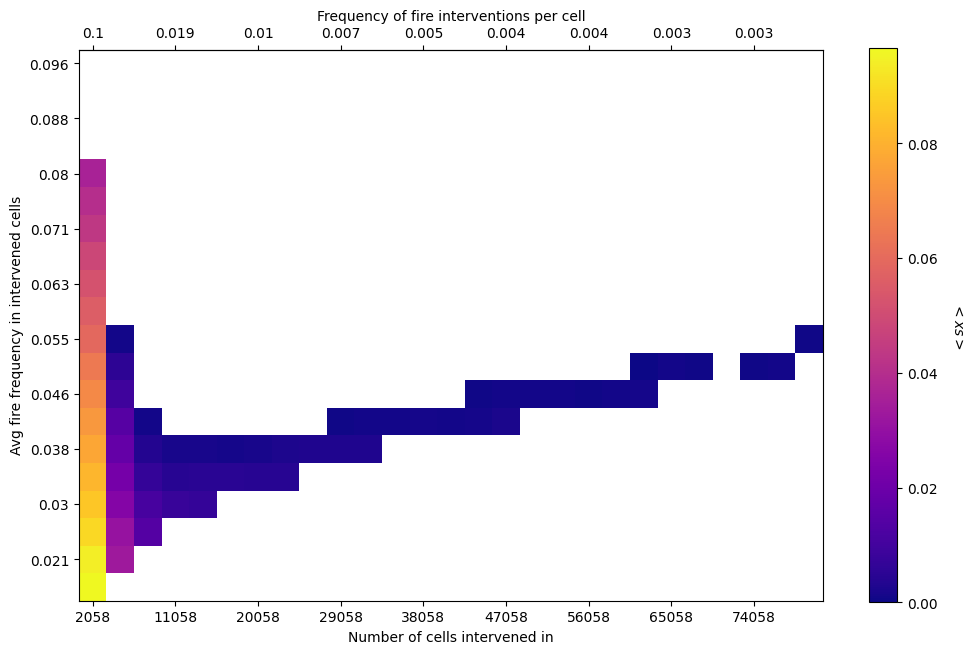 Frequency of fire interventions per cell
0.1 0.019 0.01 0.007 0.005 0.004 0.004 0.003 0.003
0.096
0.088
0.08
0.071
0.063
0.055
0.046
0.038
0.03
0.021
Avg fire frequency in intervened cells
2058 11058 20058 29058 38058 47058 56058 65058 74058
Number of cells intervened in
0.08
0.06
0.04
0.02
0.00
< sx >